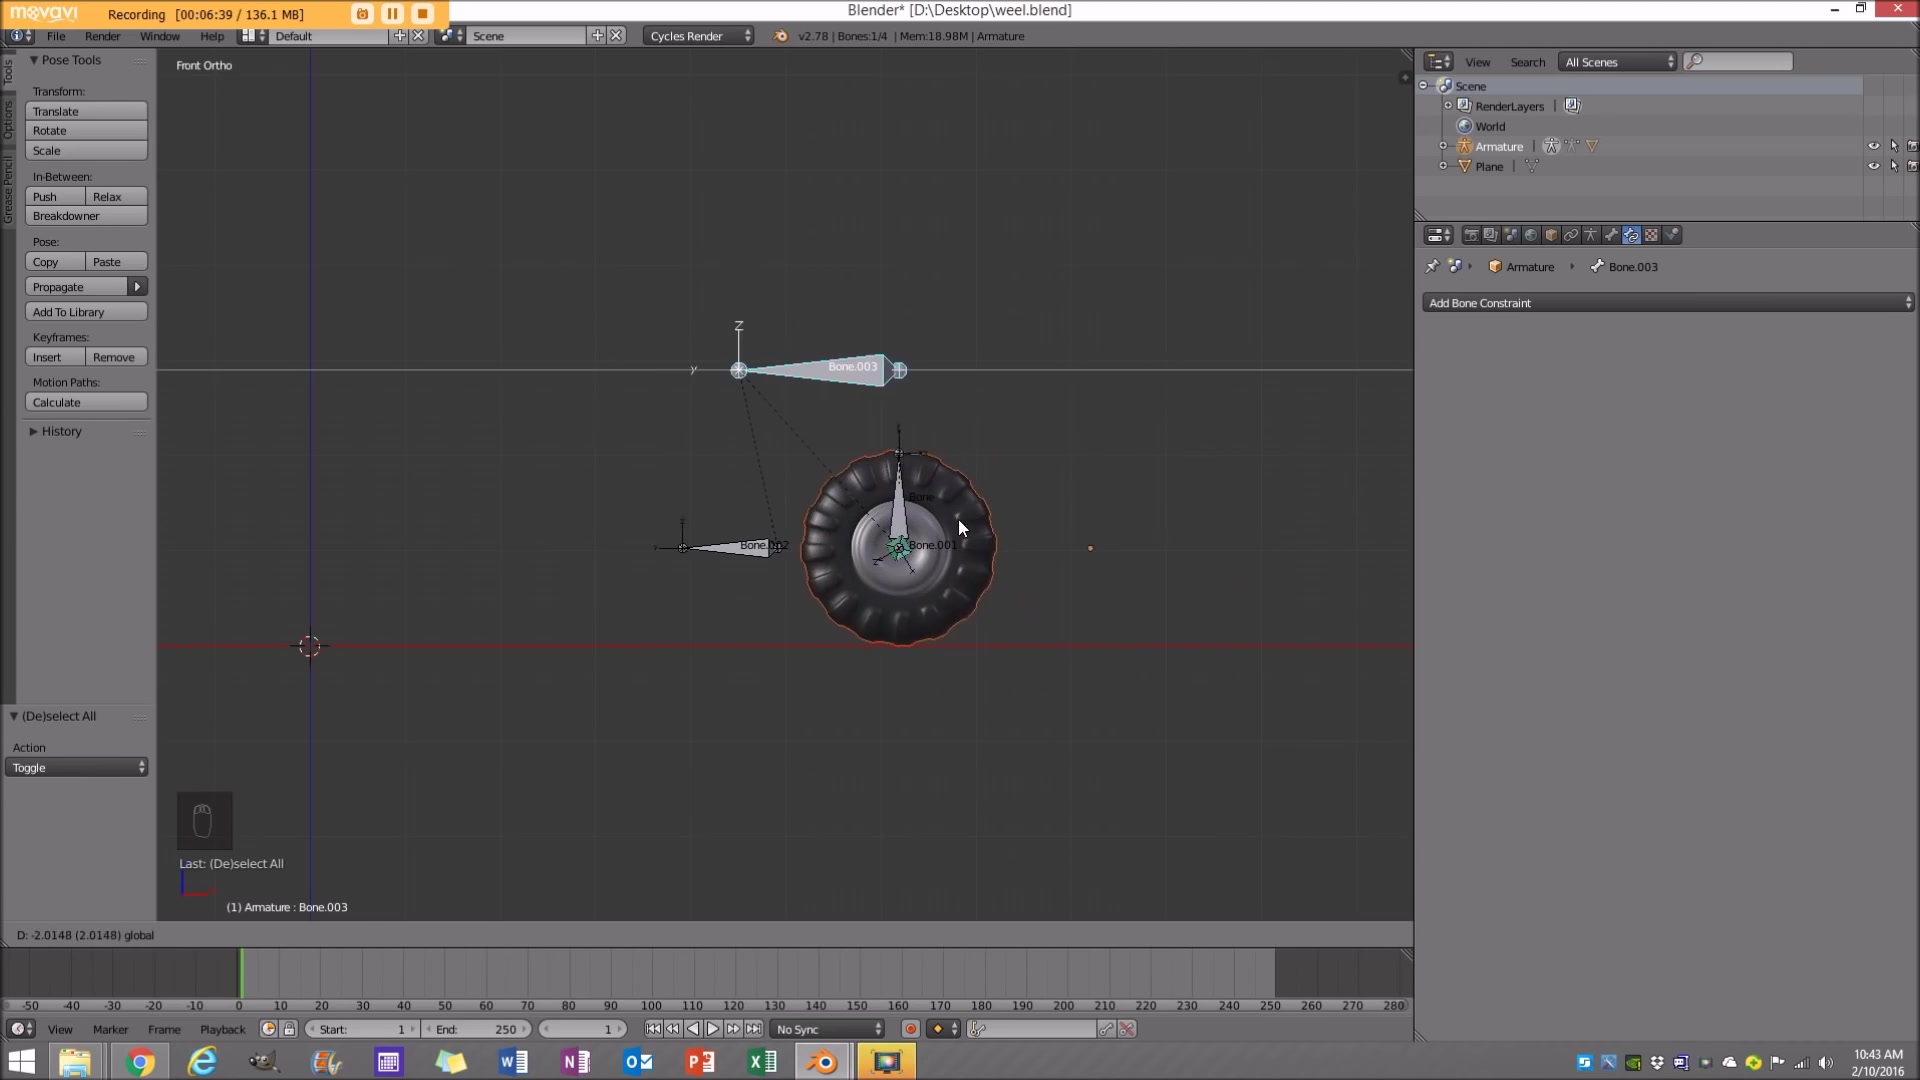 movavi
Recording [00:06:39 / 136.1 MB]
Blender* [D:\Desktop\weel.blend]
File Render Window Help Default Scene Cycles Render v2.78 | Bones:1/4 | Mem:18.98M | Armature
Tools
Options
Grease Pencil
Pose Tools
Transform:
Translate
Rotate
Scale
In-Between:
Push Relax
Breakdowner
Pose:
Copy Paste
Propagate
Add To Library
Keyframes:
Insert Remove
Motion Paths:
Calculate
History
(De)select All
Action
Toggle
Front Ortho
Z
y
Bone.003
Bone
Bone.001
Last: (De)select All
(1) Armature : Bone.003
D: -2.0148 (2.0148) global
View Search All Scenes
Scene
RenderLayers |
World
Armature |
Plane |
Armature Bone.003
Add Bone Constraint
-50 -40 -30 -20 -10 0 10 20 30 40 50 60 70 80 90 100 110 120 130 140 150 160 170 180 190 200 210 220 230 240 250 260 270 280
View Marker Frame Playback Start: 1 End: 250 1 No Sync
10:43 AM
2/10/2016